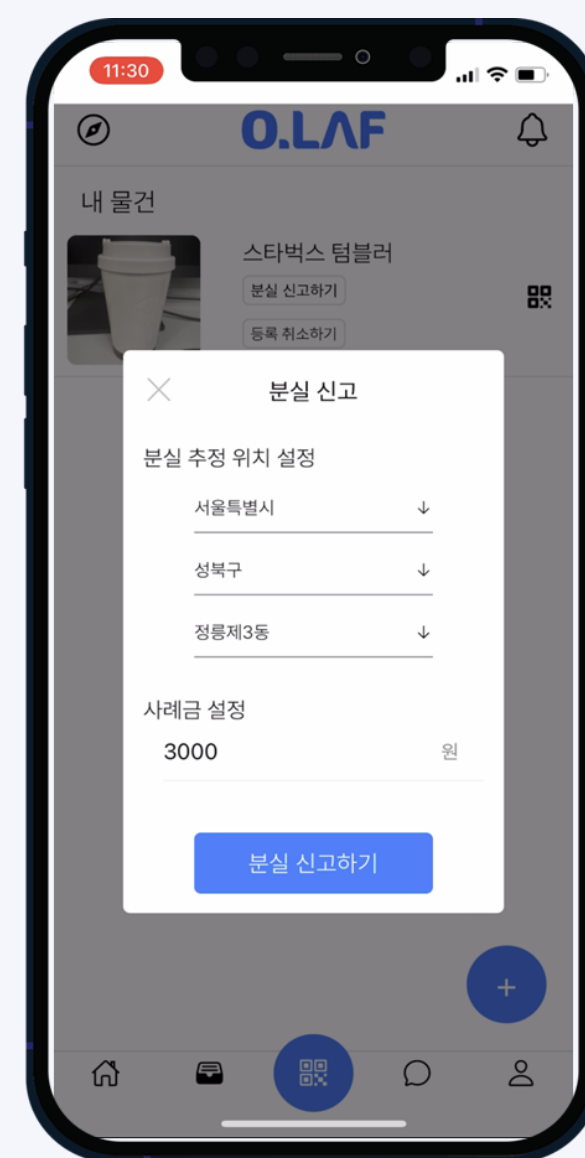 11:30
O.LAF
내 물건
스타벅스 텀블러
분실 신고하기
등록 취소하기
분실 신고
분실 추정 위치 설정
서울특별시
성북구
정릉제3동
사례금 설정
3000 원
분실 신고하기